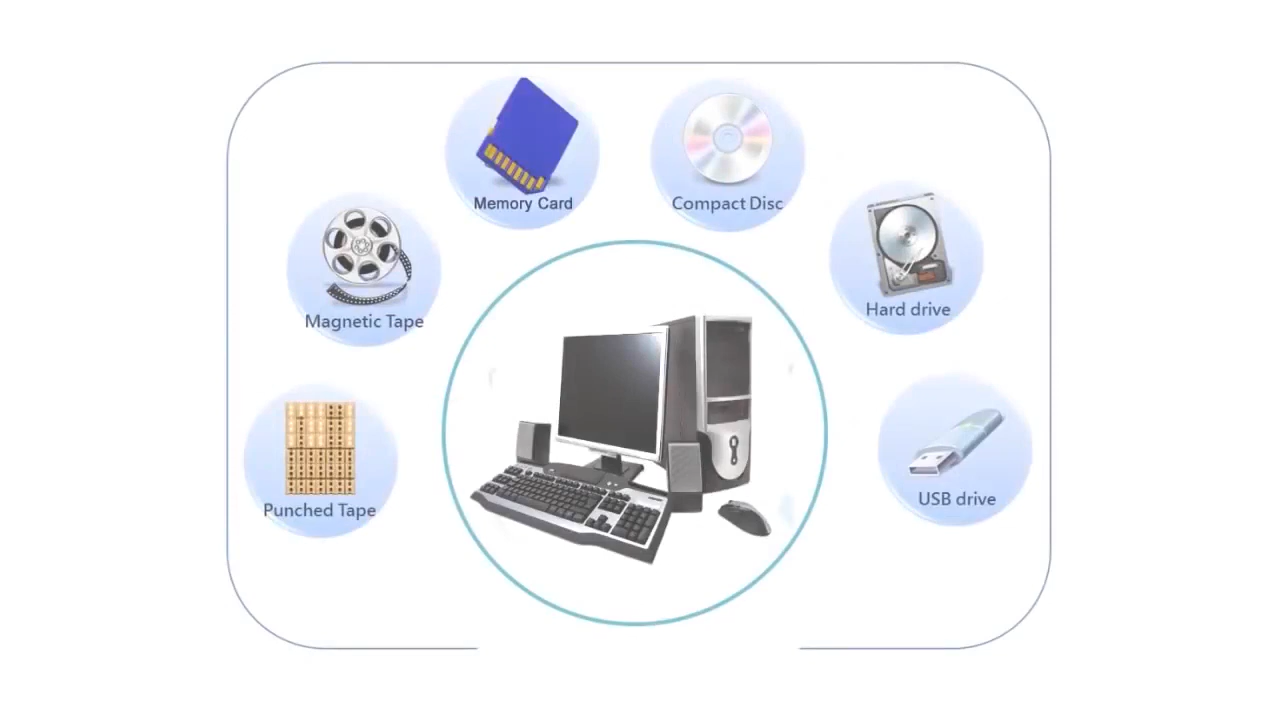 Memory Card
Compact Disc
Magnetic Tape
Hard drive
Punched Tape
USB drive